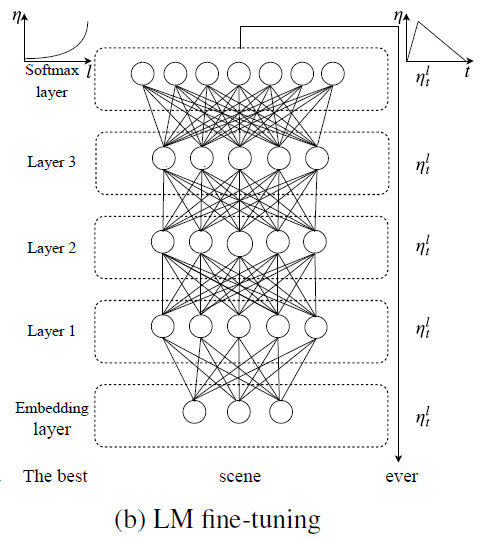 η
η
Softmax l
layer
η_t^l
t
Layer 3
η_t^l
Layer 2
η_t^l
Layer 1
η_t^l
Embedding
layer
η_t^l
The best scene ever
(b) LM fine-tuning